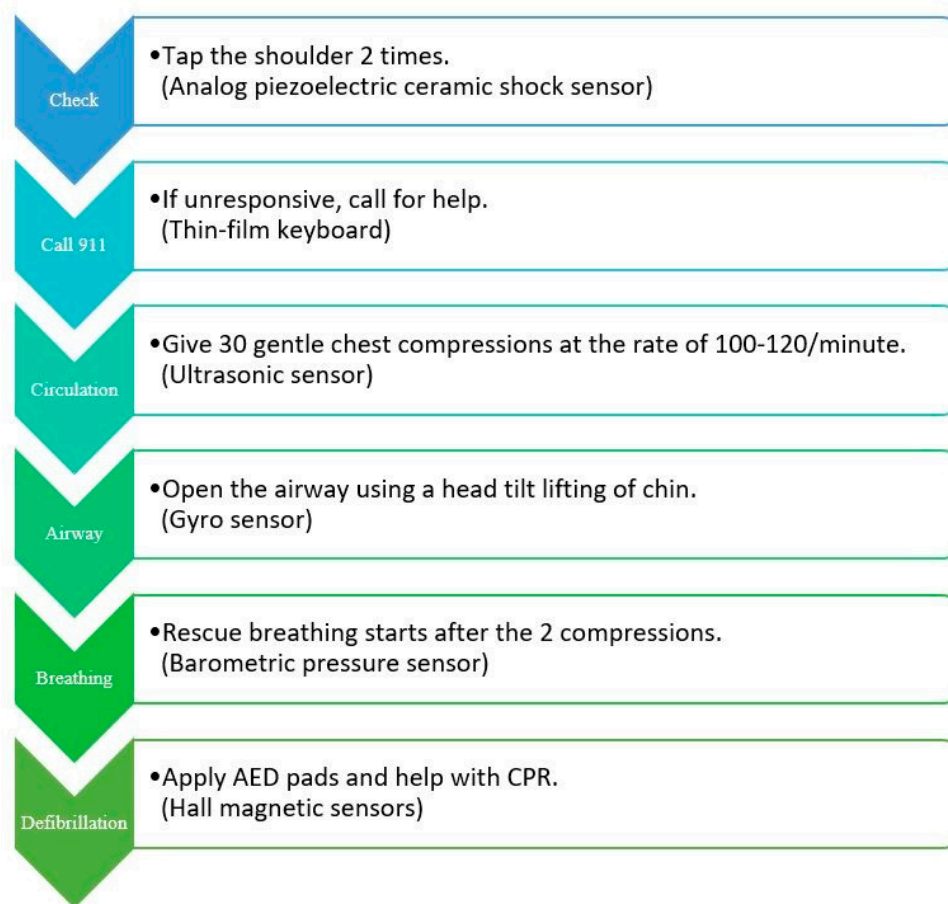 Check
•Tap the shoulder 2 times.
(Analog piezoelectric ceramic shock sensor)
Call 911
•If unresponsive, call for help.
(Thin-film keyboard)
Circulation
•Give 30 gentle chest compressions at the rate of 100-120/minute.
(Ultrasonic sensor)
Airway
•Open the airway using a head tilt lifting of chin.
(Gyro sensor)
Breathing
•Rescue breathing starts after the 2 compressions.
(Barometric pressure sensor)
Defibrillation
•Apply AED pads and help with CPR.
(Hall magnetic sensors)